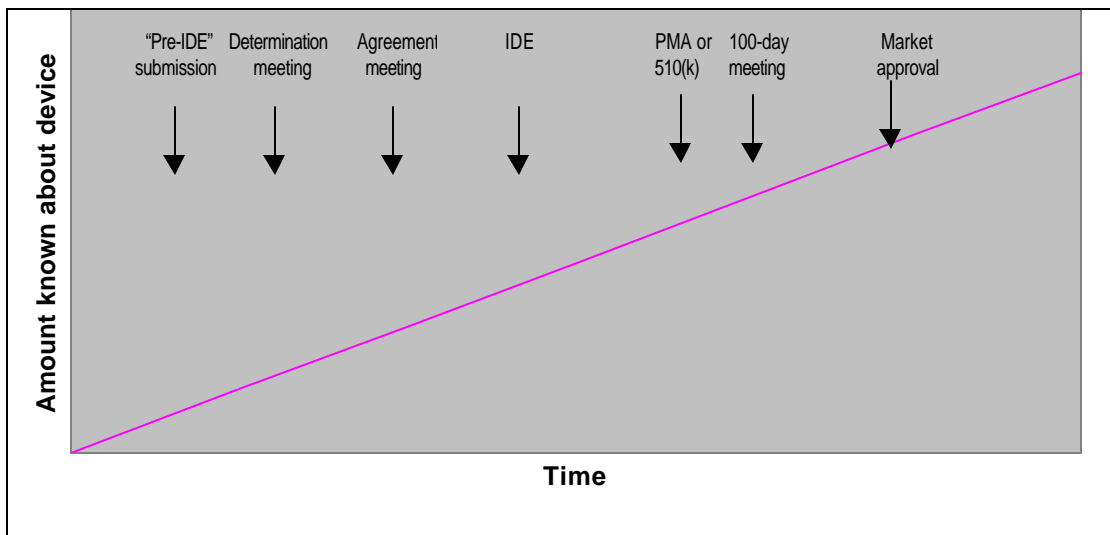 “Pre-IDE”
submission
Determination
meeting
Agreement
meeting
IDE
PMA or
510(k)
100-day
meeting
Market
approval
Amount known about device
Time